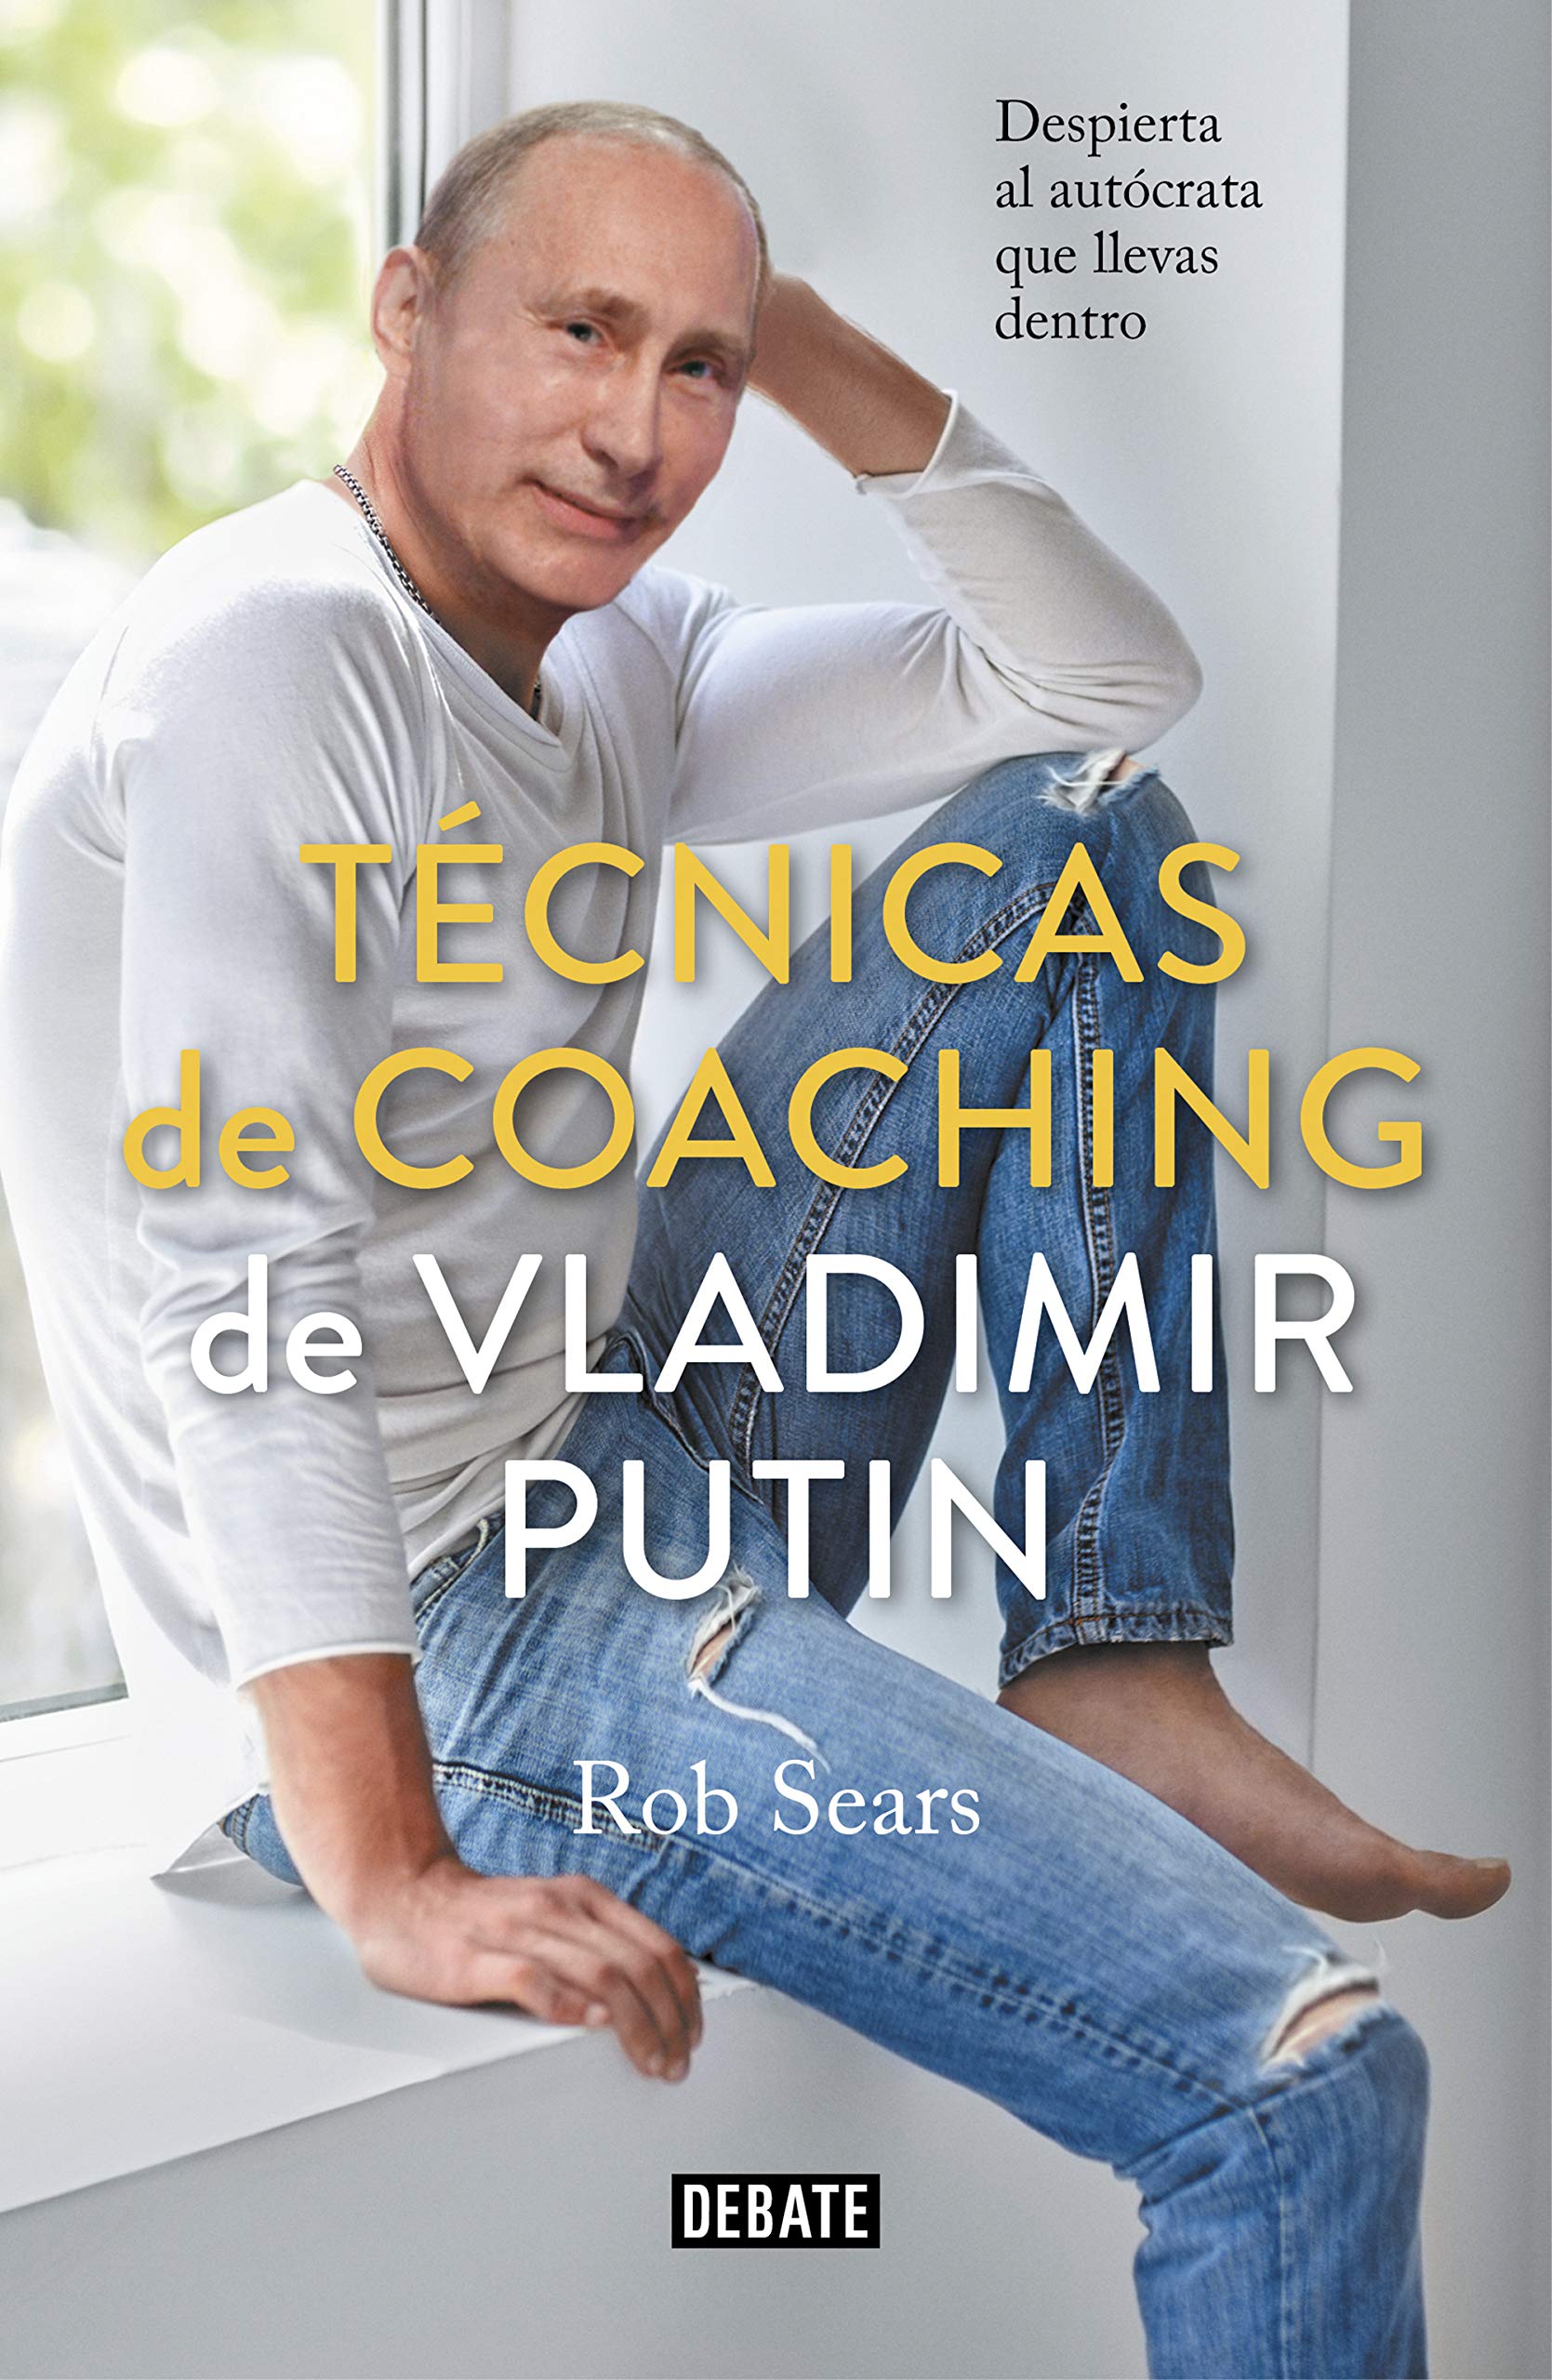 Despierta
al autócrata
que llevas
dentro
TÉCNICAS
de COACHING
de VLADIMIR
PUTIN
Rob Sears
DEBATE